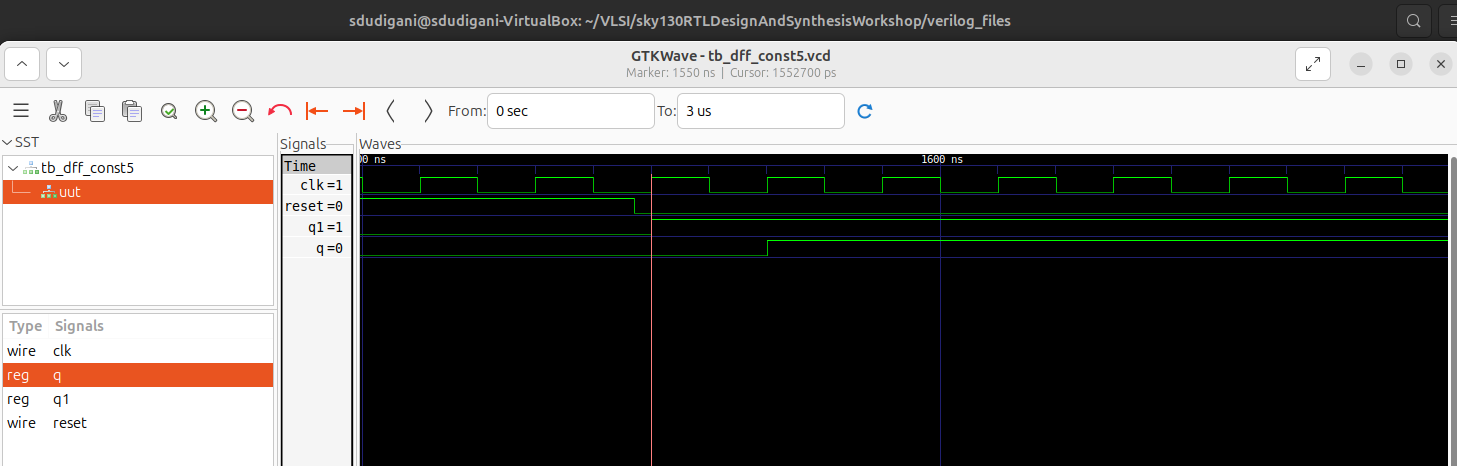 sdudigani@sdudigani-VirtualBox: ~/VLSI/sky130RTLDesignAndSynthesisWorkshop/verilog_files
GTKWave - tb_dff_const5.vcd
Marker: 1550 ns | Cursor: 1552700 ps
From: 0 sec To: 3 us
SST
tb_dff_const5
uut
Type Signals
wire clk
reg q
reg q1
wire reset
Signals
Time
clk=1
reset=0
q1=1
q=0
Waves
00 ns 1600 ns